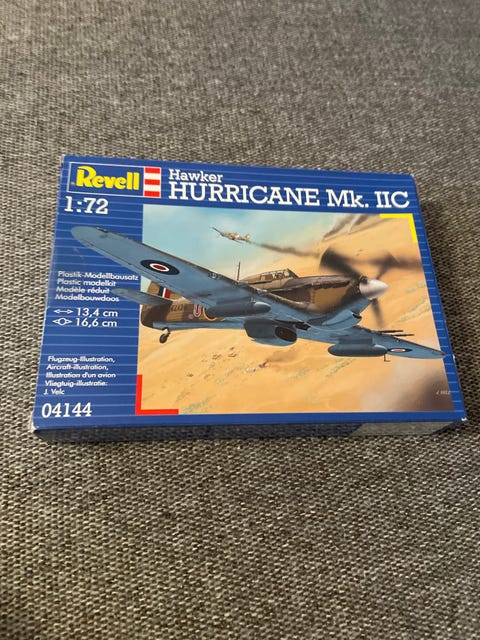 Revell
Hawker
HURRICANE Mk. IIC
1:72
Plastik-Modellbausatz
Plastic modelkit
Modèle réduit
Modelbouwdoos
13,4 cm
16,6 cm
Flugzeug-Illustration,
Aircraft-illustration,
Illustration d'un avion
Vliegtuig-illustratie:
J. Velc
04144